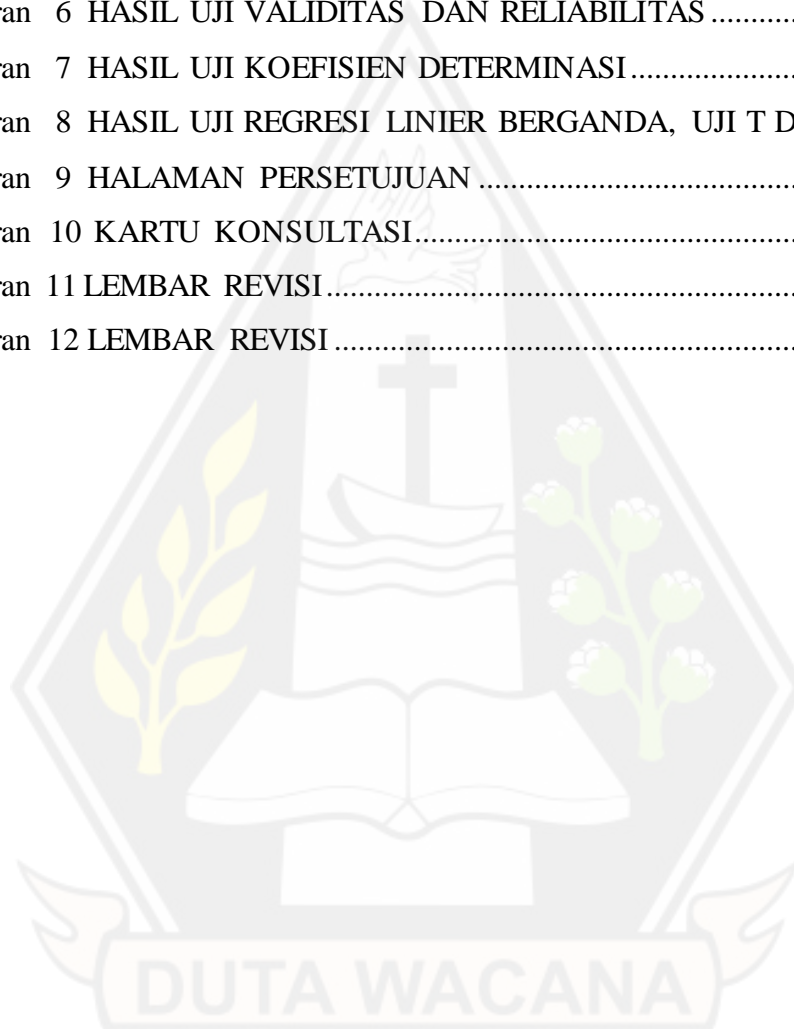 ran 6 HASIL UJI VALIDITAS DAN RELIABILITAS..........
ran 7 HASIL UJI KOEFISIEN DETERMINASI....................
ran 8 HASIL UJI REGRESI LINIER BERGANDA, UJI T D
ran 9 HALAMAN PERSETUJUAN.......................................
ran 10 KARTU KONSULTASI...............................................
ran 11 LEMBAR REVISI..........................................................
ran 12 LEMBAR REVISI.........................................................
DUTA WACANA